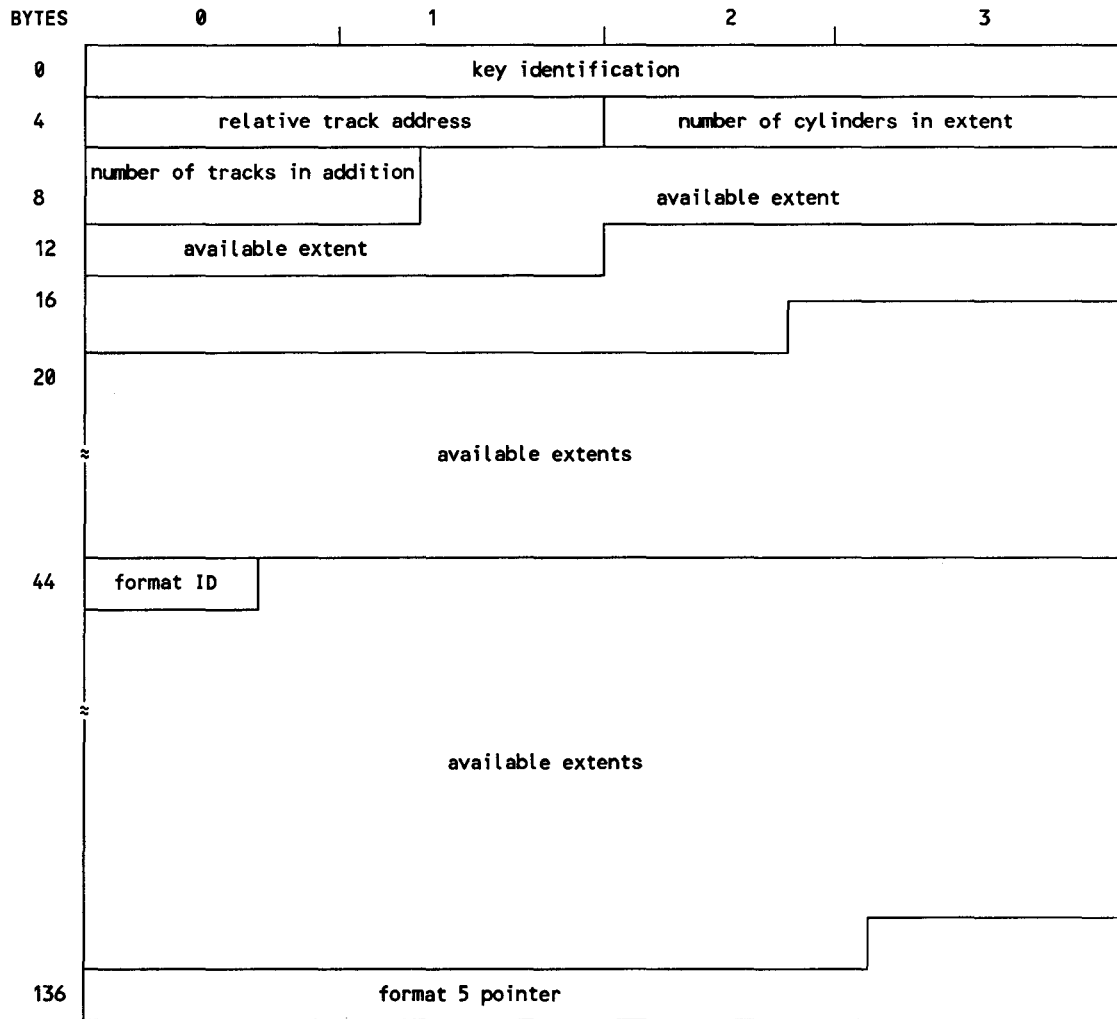 BYTES 0 1 2 3
0 key identification
4 relative track address number of cylinders in extent
number of tracks in addition
8 available extent
12 available extent
16
20
available extents
44 format ID
available extents
136 format 5 pointer